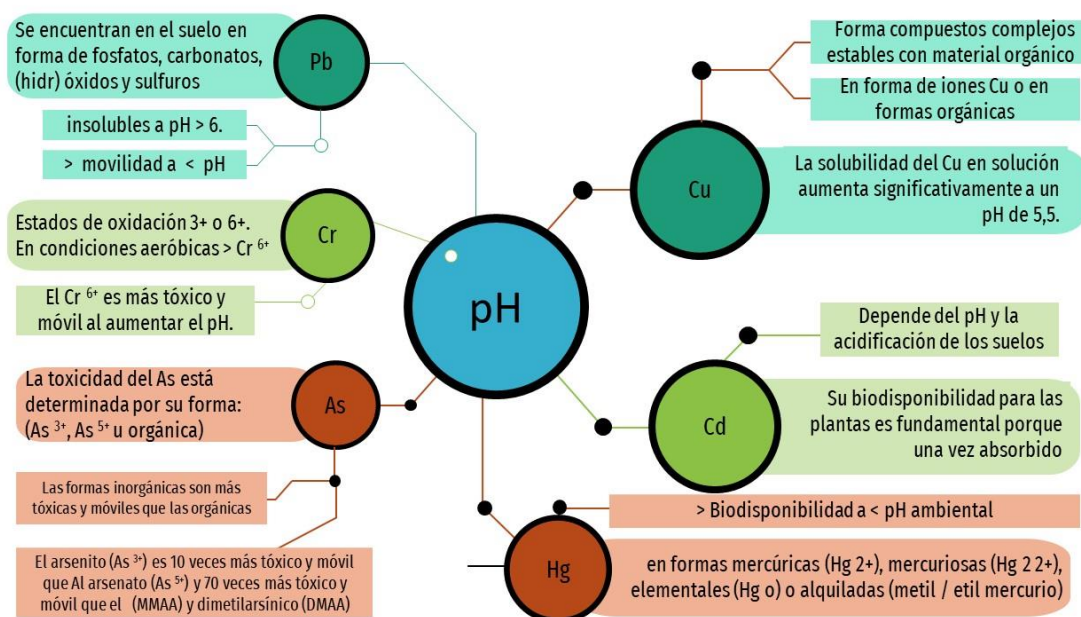 Se encuentran en el suelo en
forma de fosfatos, carbonatos,
(hidr) óxidos y sulfuros
Pb
insolubles a pH > 6.
> movilidad a < pH
Estados de oxidación 3+ o 6+.
En condiciones aeróbicas > Cr 6+
Cr
El Cr 6+ es más tóxico y
móvil al aumentar el pH.
La toxicidad del As está
determinada por su forma:
(As 3+, As 5+ u orgánica)
As
Las formas inorgánicas son más
tóxicas y móviles que las orgánicas
El arsenito (As 3+) es 10 veces más tóxico y móvil
que Al arsenato (As 5+) y 70 veces más tóxico y
móvil que el (MMAA) y dimetilarsínico (DMAA)
pH
Forma compuestos complejos
estables con material orgánico
En forma de iones Cu o en
formas orgánicas
Cu
La solubilidad del Cu en solución
aumenta significativamente a un
pH de 5,5.
Depende del pH y la
acidificación de los suelos
Cd
Su biodisponibilidad para las
plantas es fundamental porque
una vez absorbido
> Biodisponibilidad a < pH ambiental
Hg
en formas mercúricas (Hg 2+), mercuriosas (Hg 2 2+),
elementales (Hg o) o alquiladas (metil / etil mercurio)